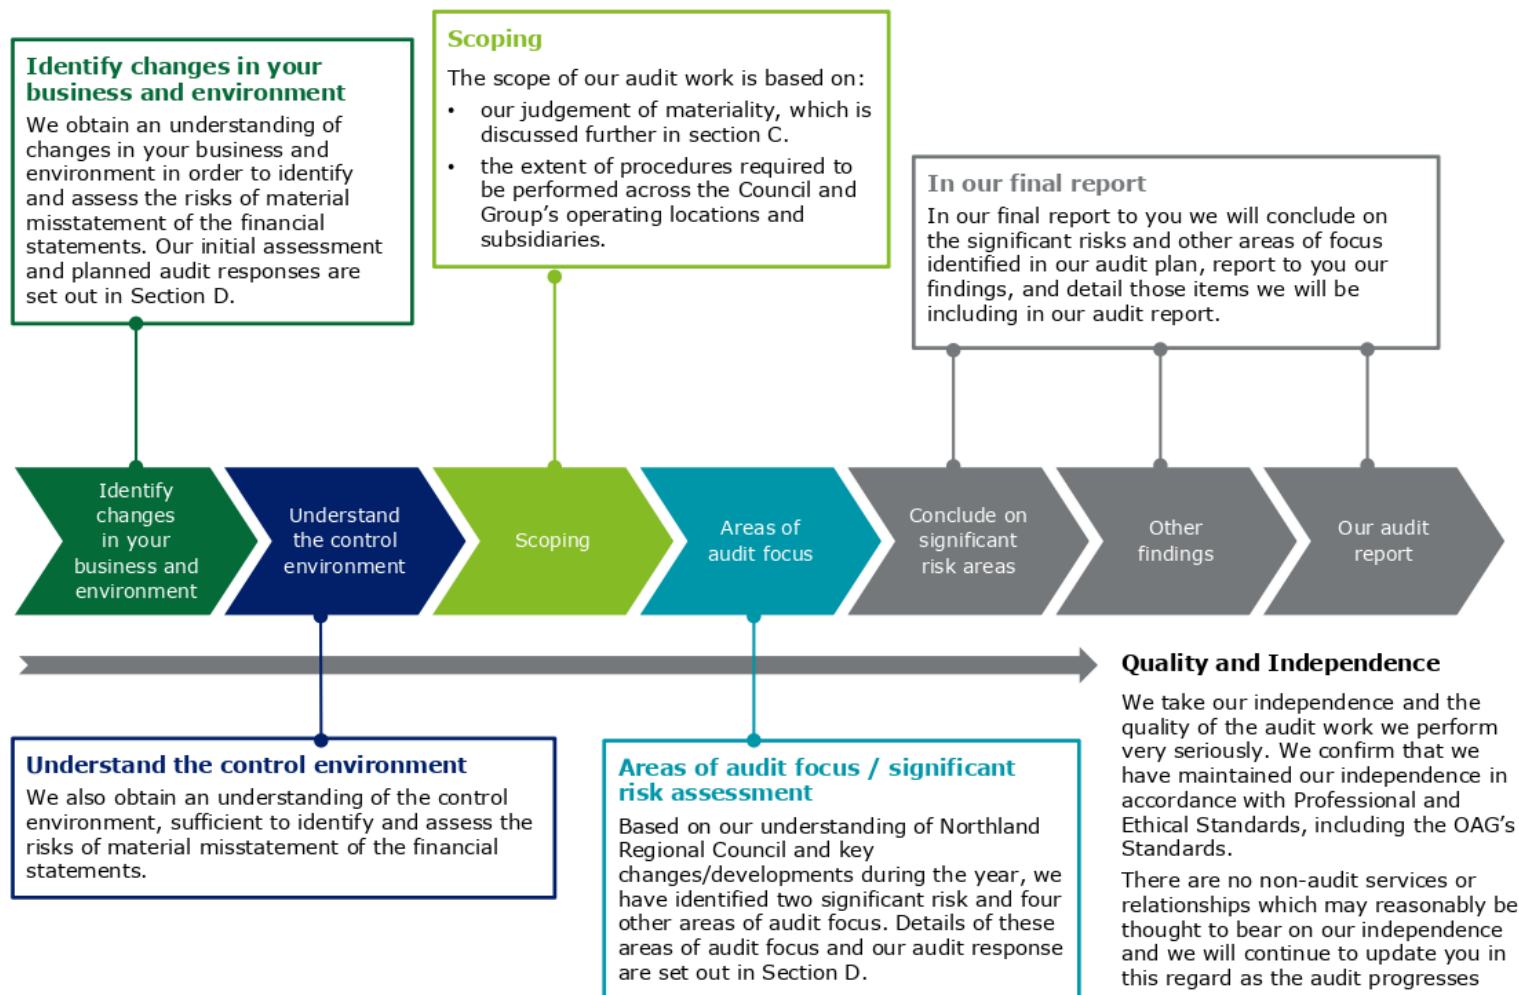 Identify changes in your
business and environment
We obtain an understanding of
changes in your business and
environment in order to identify
and assess the risks of material
misstatement of the financial
statements. Our initial assessment
and planned audit responses are
set out in Section D.
Scoping
The scope of our audit work is based on:
• our judgement of materiality, which is
discussed further in section C.
• the extent of procedures required to
be performed across the Council and
Group’s operating locations and
subsidiaries.
In our final report
In our final report to you we will conclude on
the significant risks and other areas of focus
identified in our audit plan, report to you our
findings, and detail those items we will be
including in our audit report.
Identify
changes
in your
business and
environment
Understand
the control
environment
Scoping
Areas of
audit focus
Conclude on
significant
risk areas
Other
findings
Our audit
report
Understand the control environment
We also obtain an understanding of the control
environment, sufficient to identify and assess the
risks of material misstatement of the financial
statements.
Areas of audit focus / significant
risk assessment
Based on our understanding of Northland
Regional Council and key
changes/developments during the year, we
have identified two significant risk and four
other areas of audit focus. Details of these
areas of audit focus and our audit response
are set out in Section D.
Quality and Independence
We take our independence and the
quality of the audit work we perform
very seriously. We confirm that we
have maintained our independence in
accordance with Professional and
Ethical Standards, including the OAG’s
Standards.
There are no non-audit services or
relationships which may reasonably be
thought to bear on our independence
and we will continue to update you in
this regard as the audit progresses